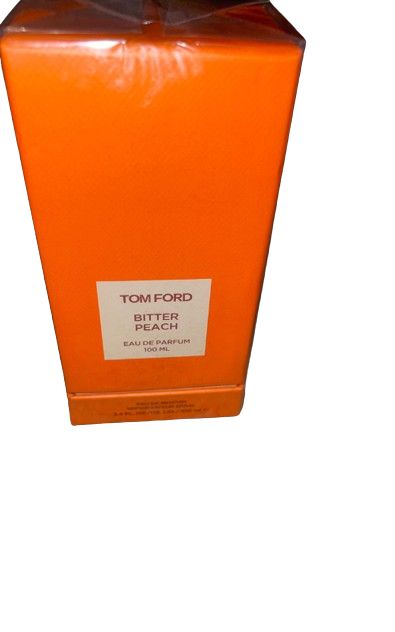 TOM FORD
BITTER
PEACH
EAU DE PARFUM
100 ML